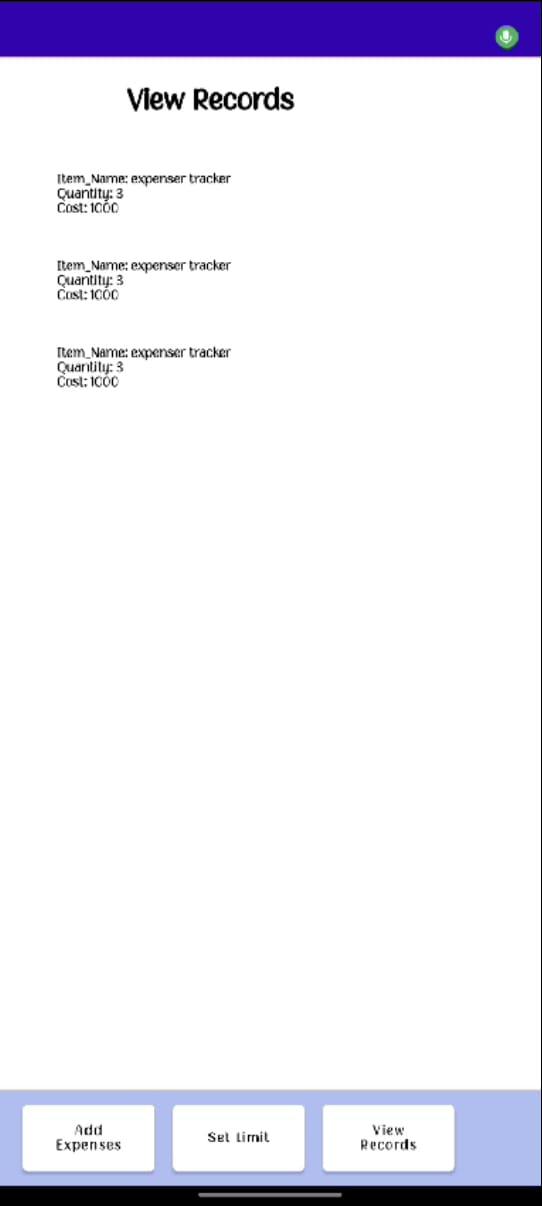 View Records
Item_Name: expenser tracker
Quantity: 3
Cost: 1000
Item_Name: expenser tracker
Quantity: 3
Cost: 1000
Item_Name: expenser tracker
Quantity: 3
Cost: 1000
Add
Expenses
Set Limit
View
Records